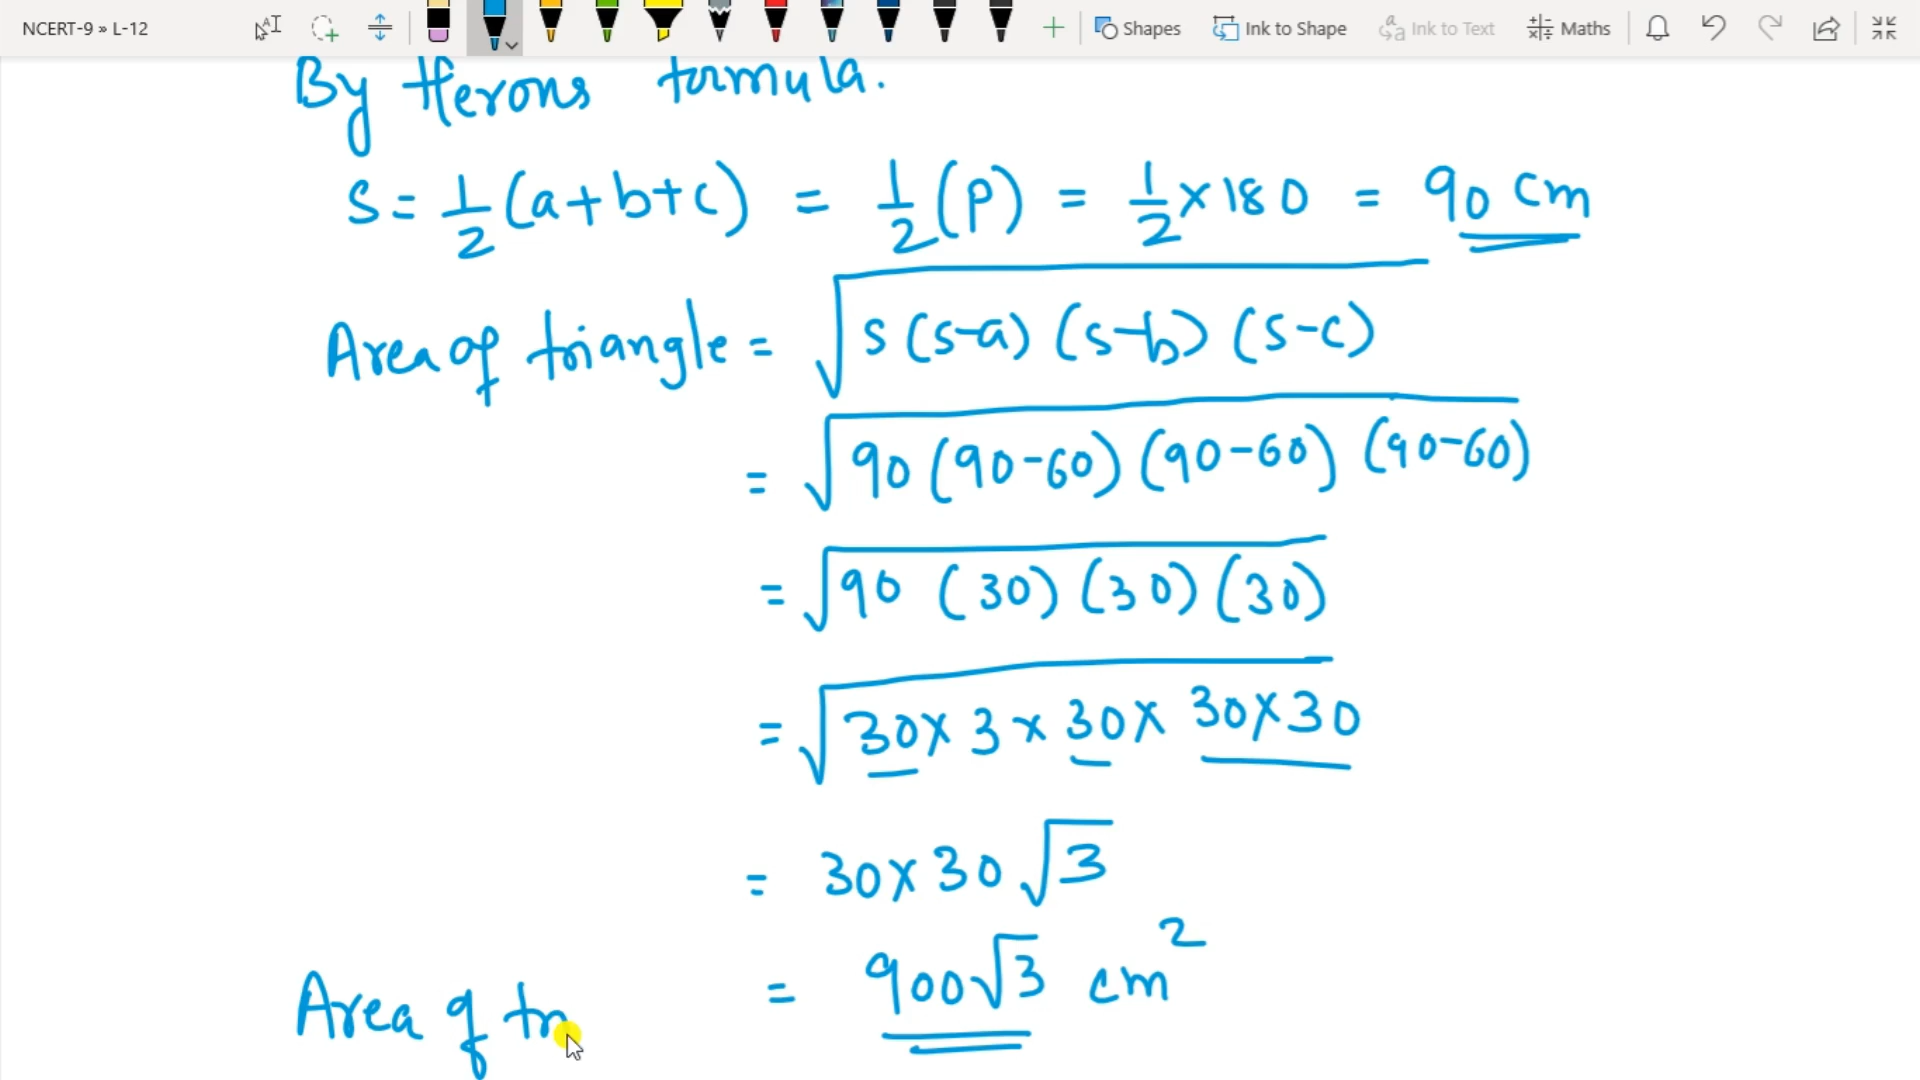 NCERT-9 » L-12 Shapes Ink to Shape Ink to Text Maths
By Herons formula.
S = 1/2 (a+b+c) = 1/2 (P) = 1/2 × 180 = 90 cm
Area of triangle = √s(s-a)(s-b)(s-c)
= √90(90-60)(90-60)(90-60)
= √90 (30)(30)(30)
= √30×3×30×30×30
= 30×30√3
Area of tr = 900√3 cm²